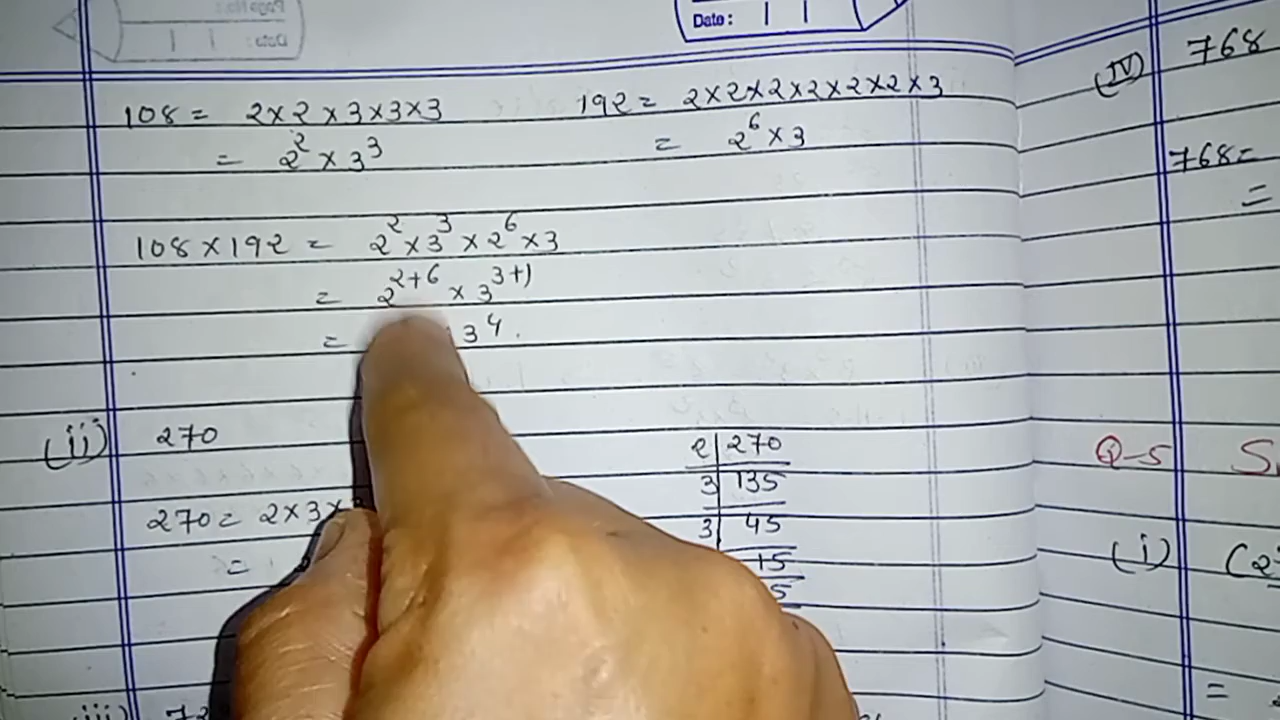 Date:
108 = 2×2×3×3×3
= 2² × 3³
192 = 2×2×2×2×2×2×3
= 2⁶ × 3
108 × 192 = 2² × 3³ × 2⁶ × 3
= 2²⁺⁶ × 3³⁺¹
= 3⁴.
(ii) 270
270 = 2×3×
=
2 | 270
3 | 135
3 | 45
15
5
(iv) 768
768 =
=
Q-5
(i) (2
=